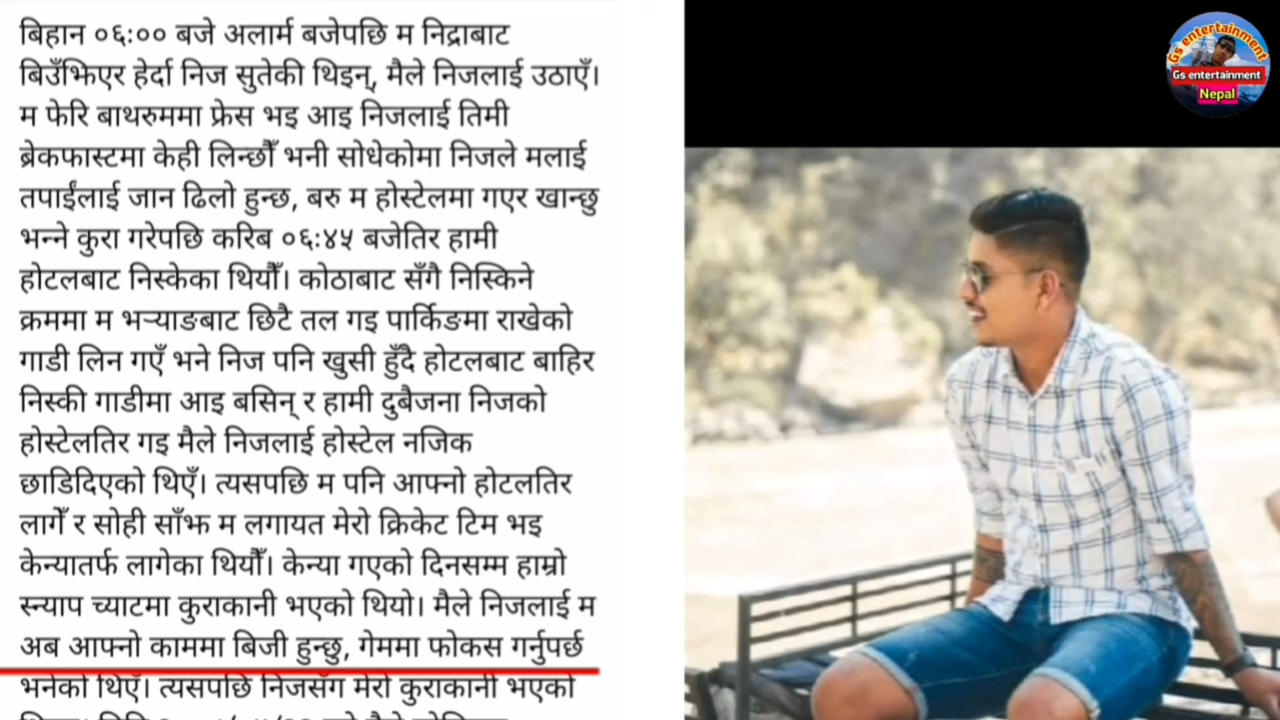 बिहान ०६:०० बजे अलार्म बजेपछि म निद्राबाट
बिउँझिएर हेर्दा निज सुतेकी थिइन्, मैले निजलाई उठाएँ।
म फेरि बाथरुममा फ्रेस भइ आइ निजलाई तिमी
ब्रेकफास्टमा केही लिन्छौँ भनी सोधेकोमा निजले मलाई
तपाईंलाई जान ढिलो हुन्छ, बरु म होस्टेलमा गएर खान्छु
भन्ने कुरा गरेपछि करिब ०६:४५ बजेतिर हामी
होटलबाट निस्केका थियौँ। कोठाबाट सँगै निस्किने
क्रममा म भऱ्याङबाट छिटै तल गइ पार्किङमा राखेको
गाडी लिन गएँ भने निज पनि खुसी हुँदै होटलबाट बाहिर
निस्की गाडीमा आइ बसिन् र हामी दुबैजना निजको
होस्टेलतिर गइ मैले निजलाई होस्टेल नजिक
छाडिदिएको थिएँ। त्यसपछि म पनि आफ्नो होटलतिर
लागेँ र सोही साँझ म लगायत मेरो क्रिकेट टिम भइ
केन्यातर्फ लागेका थियौँ। केन्या गएको दिनसम्म हाम्रो
स्न्याप च्याटमा कुराकानी भएको थियो। मैले निजलाई म
अब आफ्नो काममा बिजी हुन्छु, गेममा फोकस गर्नुपर्छ
भनेको थिएँ। त्यसपछि निजसँग मेरो कुराकानी भएको
Gs entertainment
Gs entertainment
Nepal